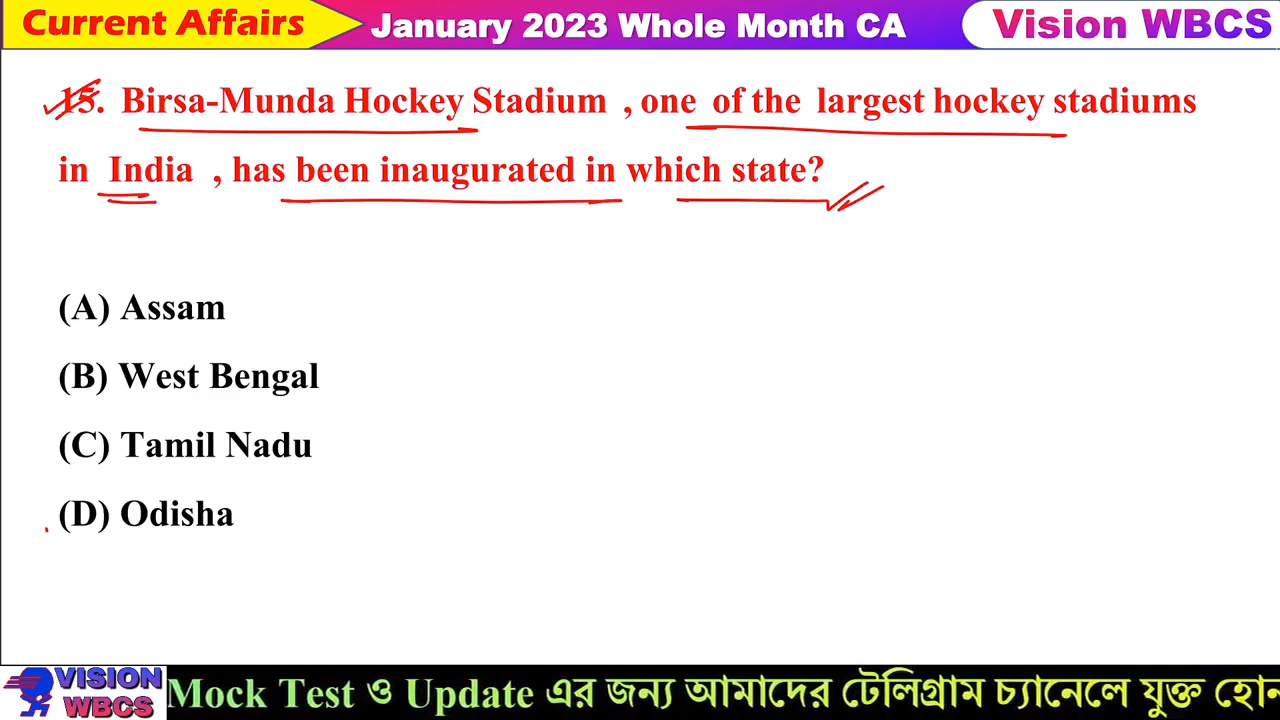 Current Affairs January 2023 Whole Month CA Vision WBCS
15. Birsa-Munda Hockey Stadium , one of the largest hockey stadiums
in India , has been inaugurated in which state?
(A) Assam
(B) West Bengal
(C) Tamil Nadu
(D) Odisha
VISION
WBCS
Mock Test ও Update এর জন্য আমাদের টেলিগ্রাম চ্যানেলে যুক্ত হোন